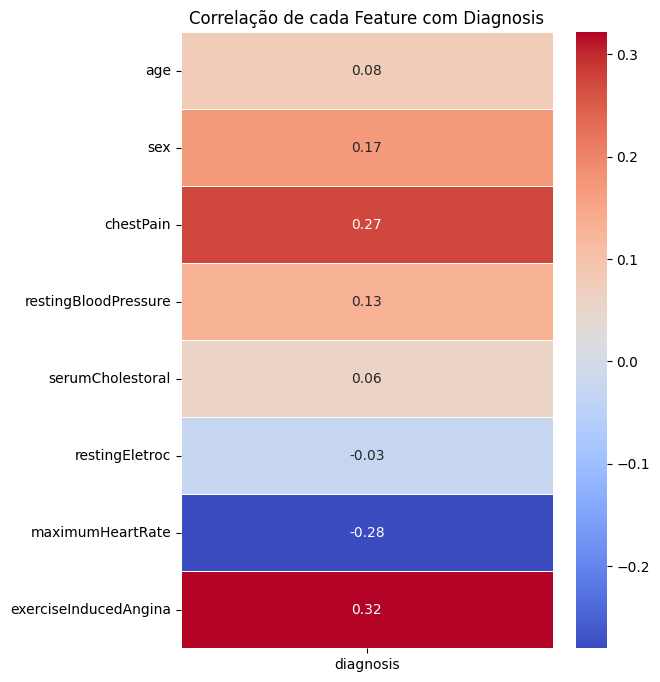 Correlação de cada Feature com Diagnosis
age
0.08
sex
0.17
chestPain
0.27
restingBloodPressure
0.13
serumCholestoral
0.06
restingEletroc
-0.03
maximumHeartRate
-0.28
exerciseInducedAngina
0.32
diagnosis
0.3
0.2
0.1
0.0
−0.1
−0.2